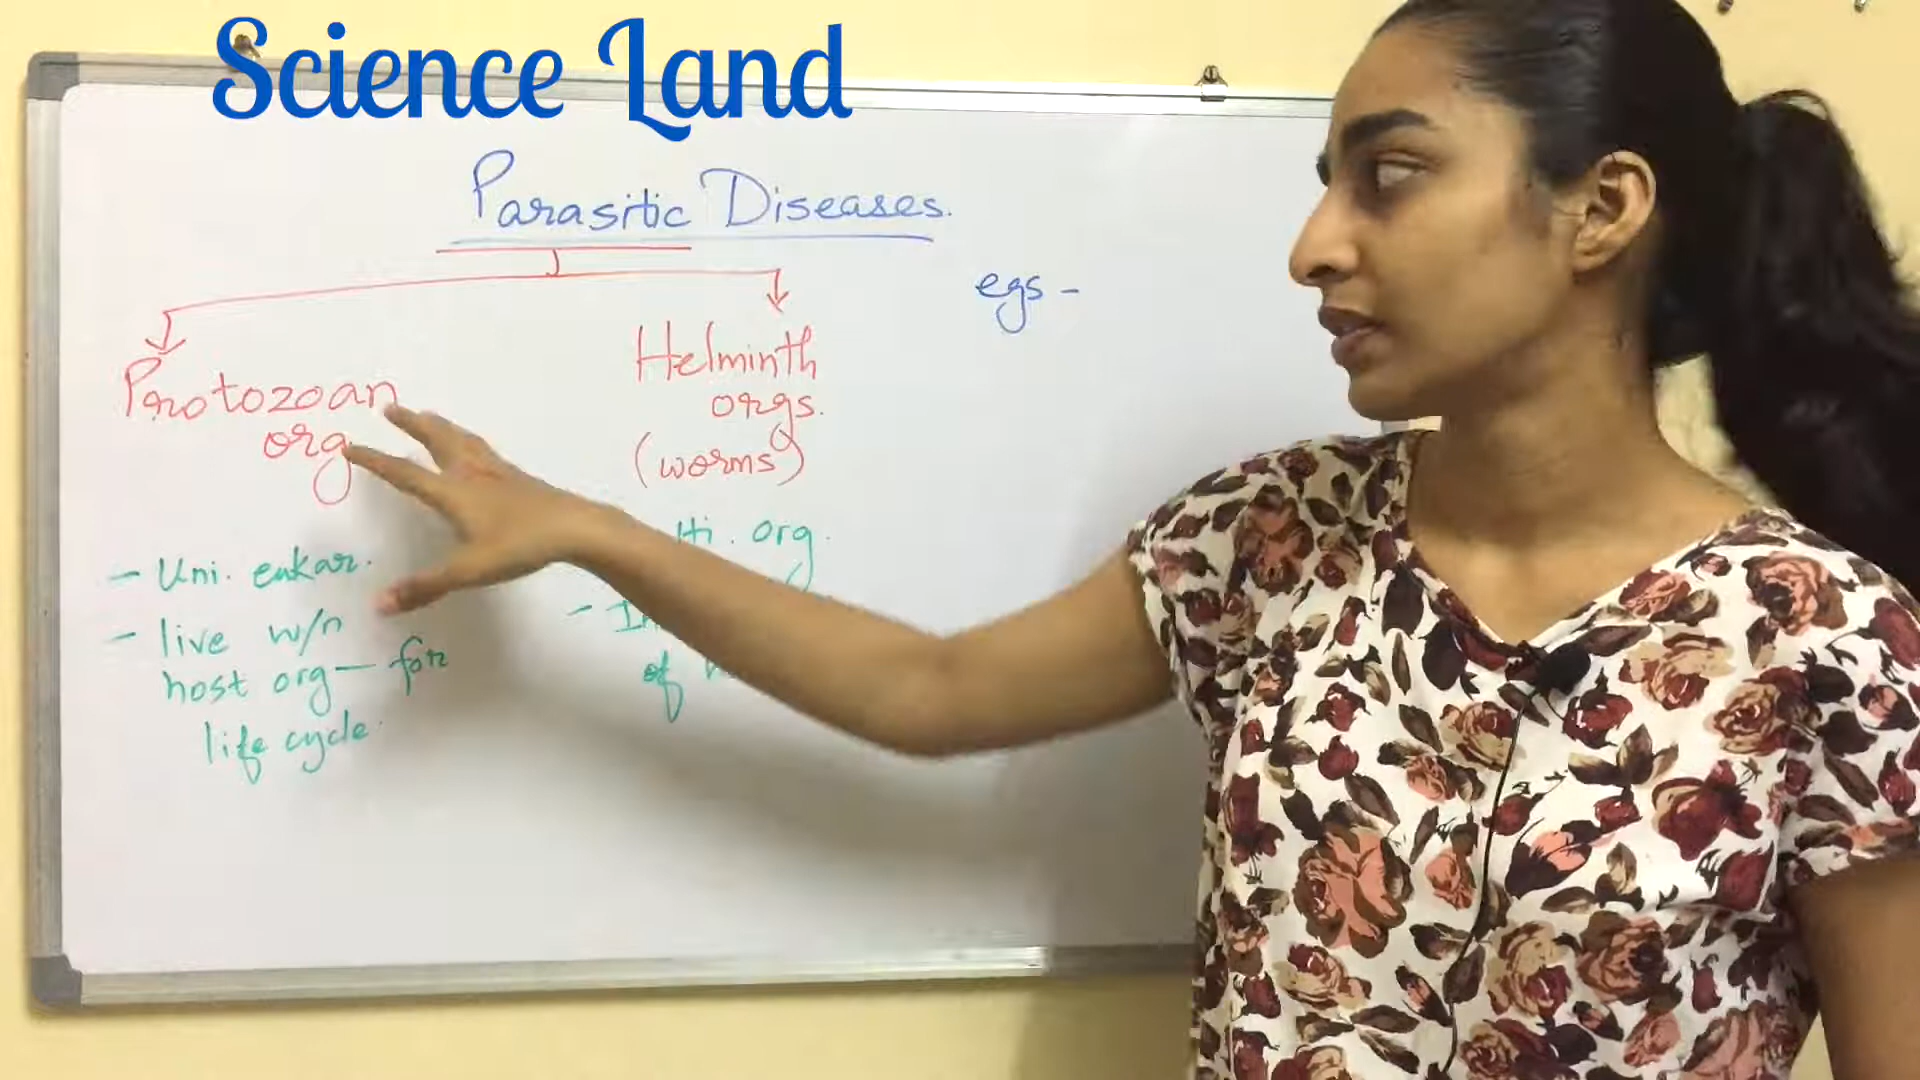 Science Land
Parasitic Diseases.
egs -
Protozoan
org
Helminth
orgs.
(worms)
- Uni. eukar.
- live w/n
host org — for
life cycle.
org.
-
of